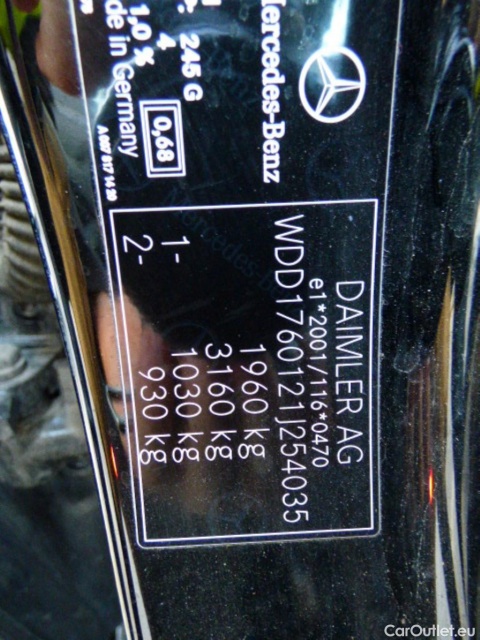 Mercedes-Benz
245 G
4
1,0 %
de in Germany
0,68
DAIMLER AG
e1*2001/116*0470
WDD1760121J254035
1960 kg
3160 kg
1- 1030 kg
2- 930 kg
CarOutlet.eu